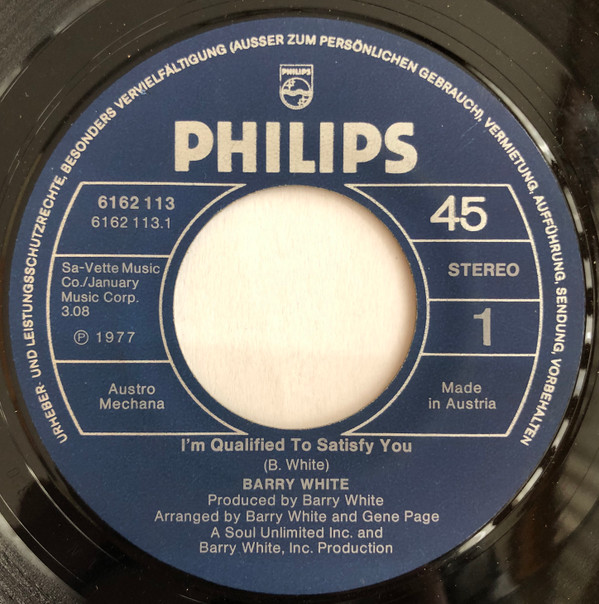 URHEBER- UND LEISTUNGSSCHUTZRECHTE, BESONDERS VERVIELFÄLTIGUNG (AUSSER ZUM PERSÖNLICHEN GEBRAUCH), VERMIETUNG, AUFFÜHRUNG, SENDUNG, VORBEHALTEN
PHILIPS
PHILIPS
6162 113
6162 113.1
45
STEREO
Sa-Vette Music
Co./January
Music Corp.
3.08
℗ 1977
1
Austro
Mechana
Made
in Austria
I'm Qualified To Satisfy You
(B. White)
BARRY WHITE
Produced by Barry White
Arranged by Barry White and Gene Page
A Soul Unlimited Inc. and
Barry White, Inc. Production